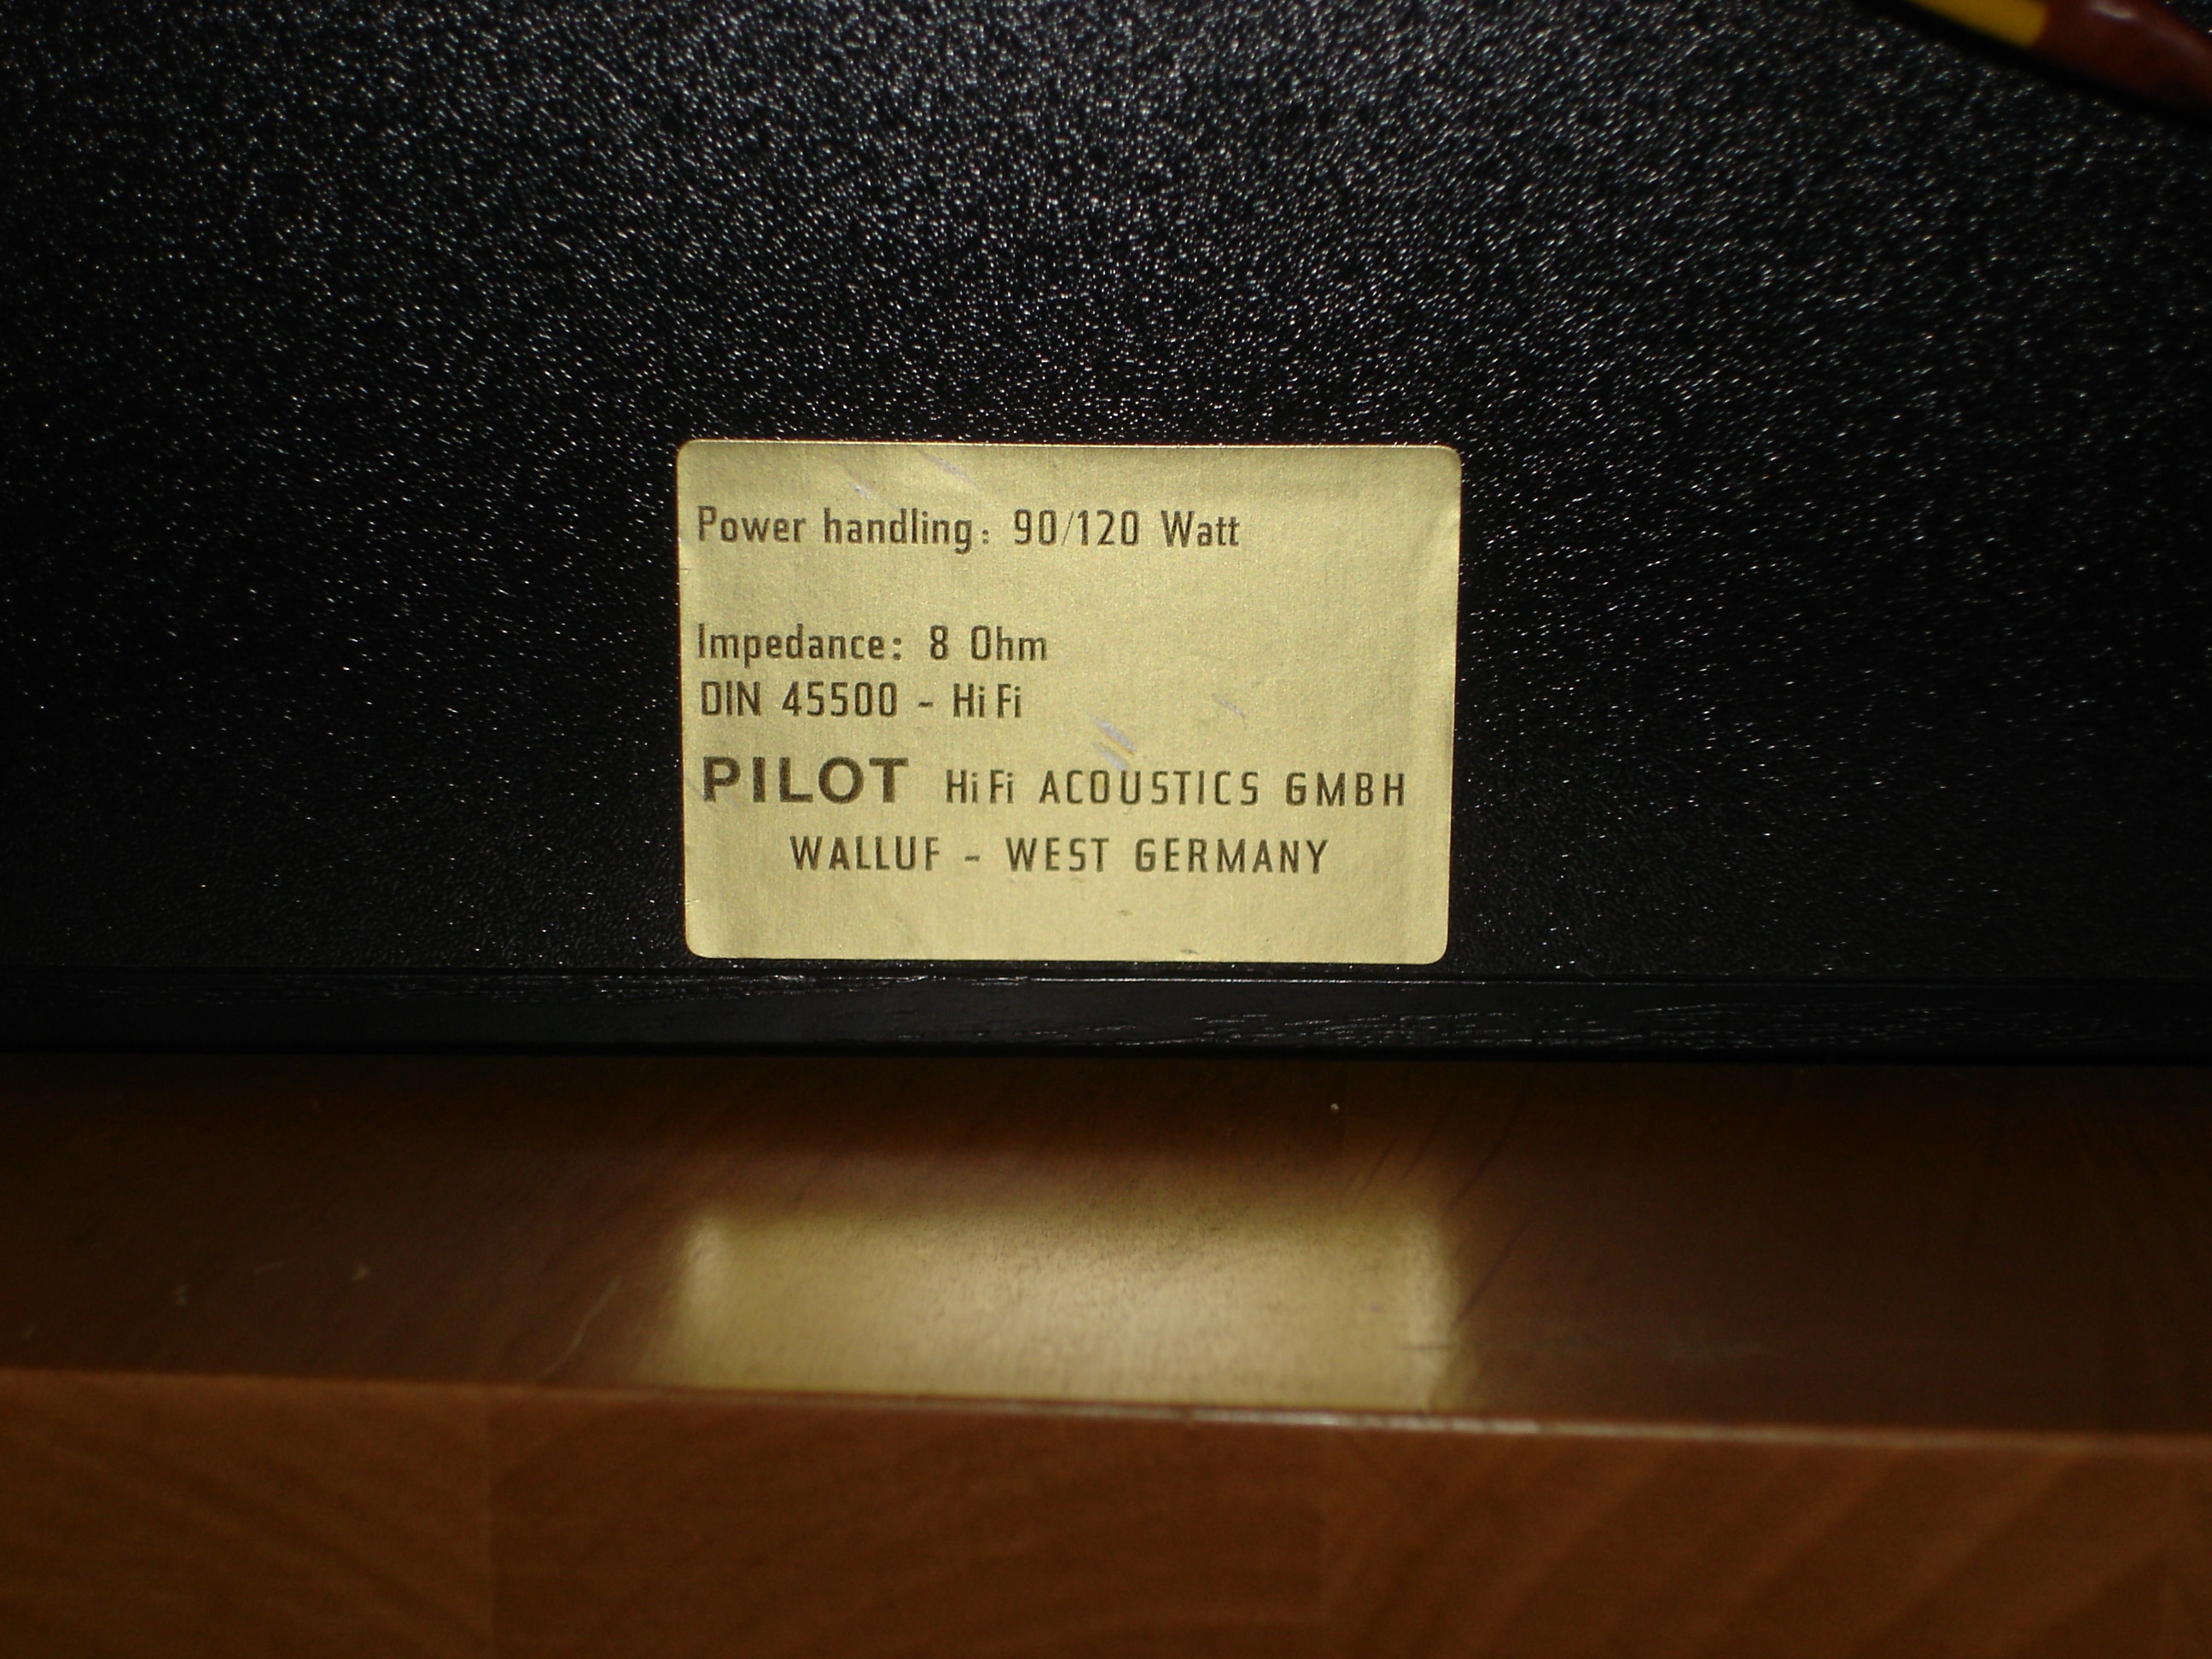 Power handling: 90/120 Watt
Impedance: 8 Ohm
DIN 45500 - HiFi
PILOT HiFi ACOUSTICS GMBH
WALLUF - WEST GERMANY